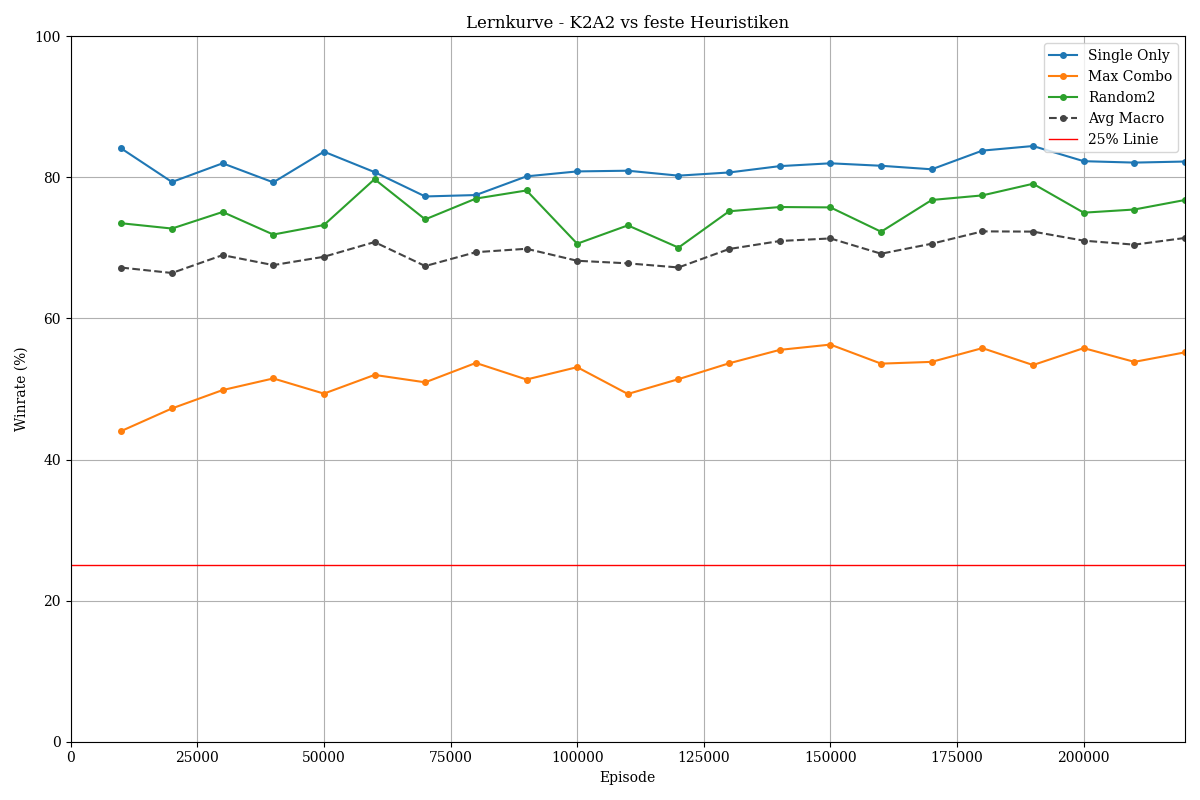 Lernkurve - K2A2 vs feste Heuristiken
Single Only
Max Combo
Random2
Avg Macro
25% Linie
Winrate (%)
100
80
60
40
20
0
0 25000 50000 75000 100000 125000 150000 175000 200000
Episode